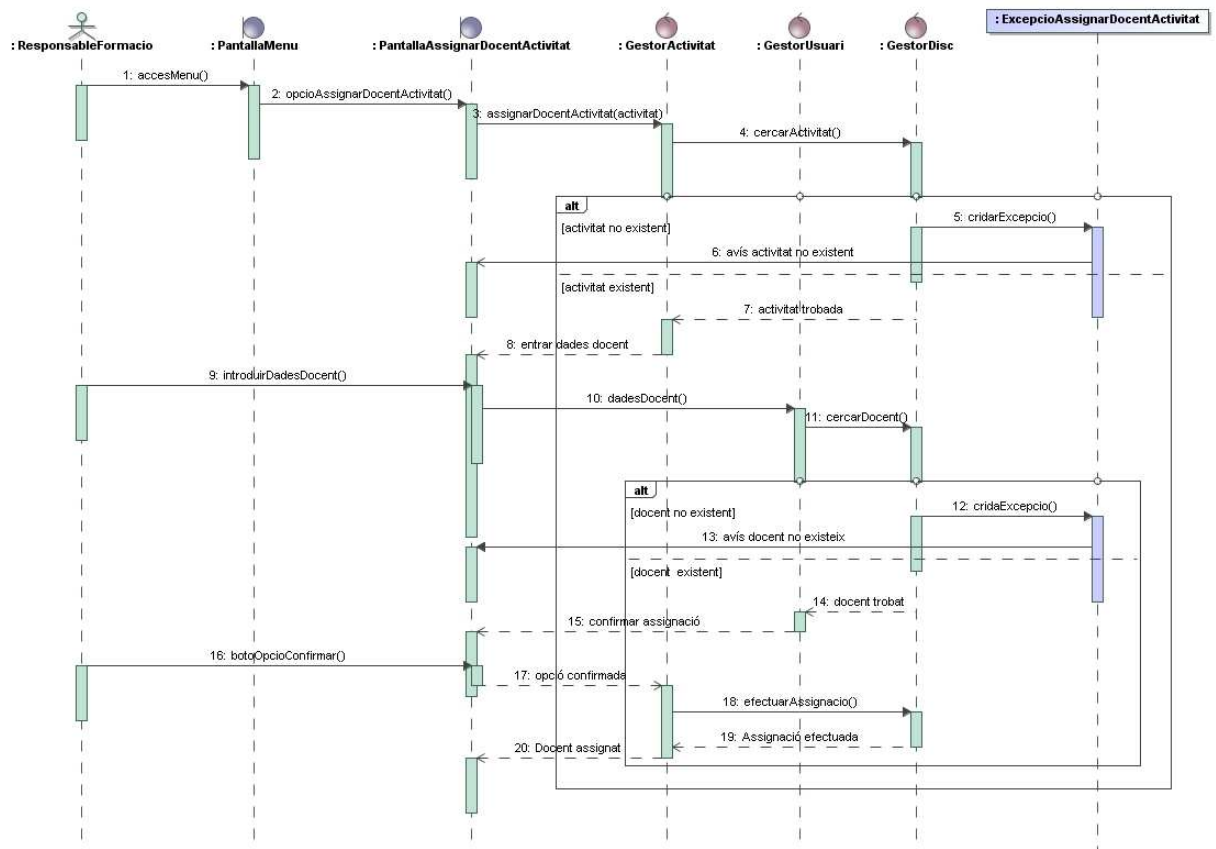 : ResponsableFormacio
: PantallaMenu
: PantallaAssignarDocentActivitat
: GestorActivitat
: GestorUsuari
: GestorDisc
: ExcepcioAssignarDocentActivitat
1: accesMenu()
2: opcioAssignarDocentActivitat()
3: assignarDocentActivitat(activitat)
4: cercarActivitat()
alt
[activitat no existent]
5: cridarExcepcio()
6: avís activitat no existent
[activitat existent]
7: activitat trobada
8: entrar dades docent
9: introduirDadesDocent()
10: dadesDocent()
11: cercarDocent()
alt
[docent no existent]
12: cridaExcepcio()
13: avís docent no existeix
[docent existent]
14: docent trobat
15: confirmar assignació
16: botoOpcioConfirmar()
17: opció confirmada
18: efectuarAssignacio()
19: Assignació efectuada
20: Docent assignat